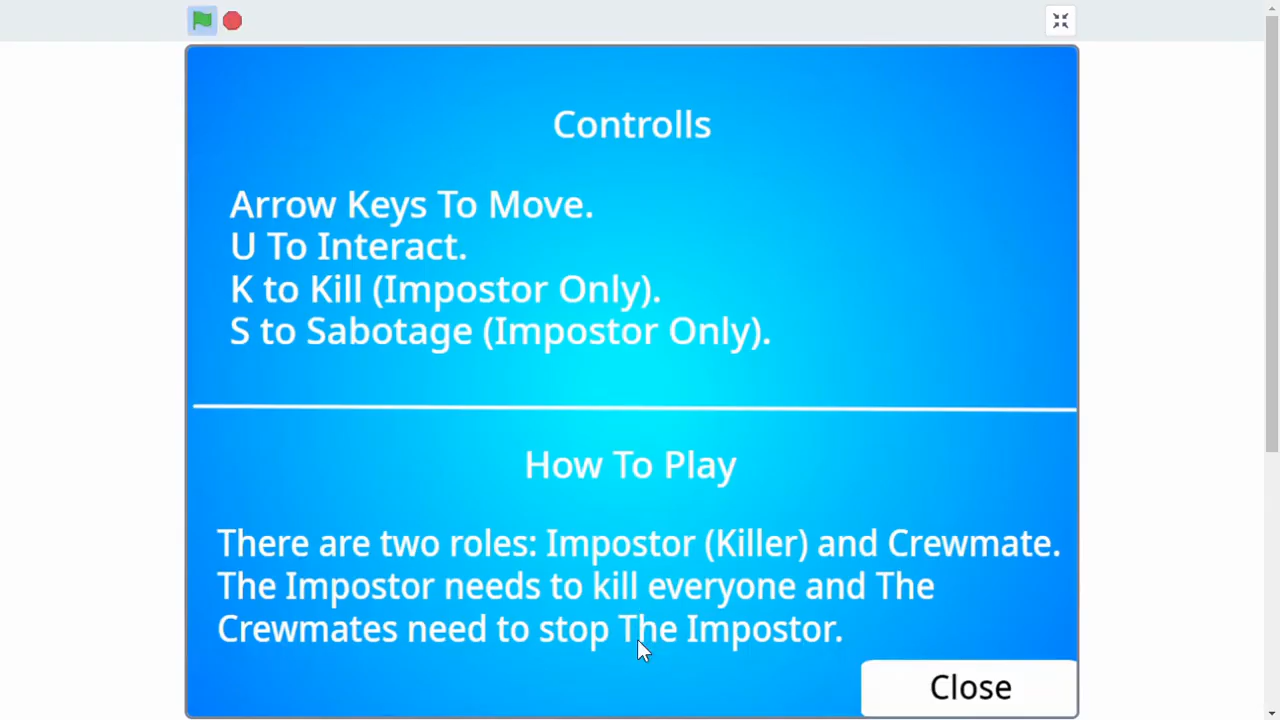 Controlls
Arrow Keys To Move.
U To Interact.
K to Kill (Impostor Only).
S to Sabotage (Impostor Only).
How To Play
There are two roles: Impostor (Killer) and Crewmate.
The Impostor needs to kill everyone and The
Crewmates need to stop The Impostor.
Close